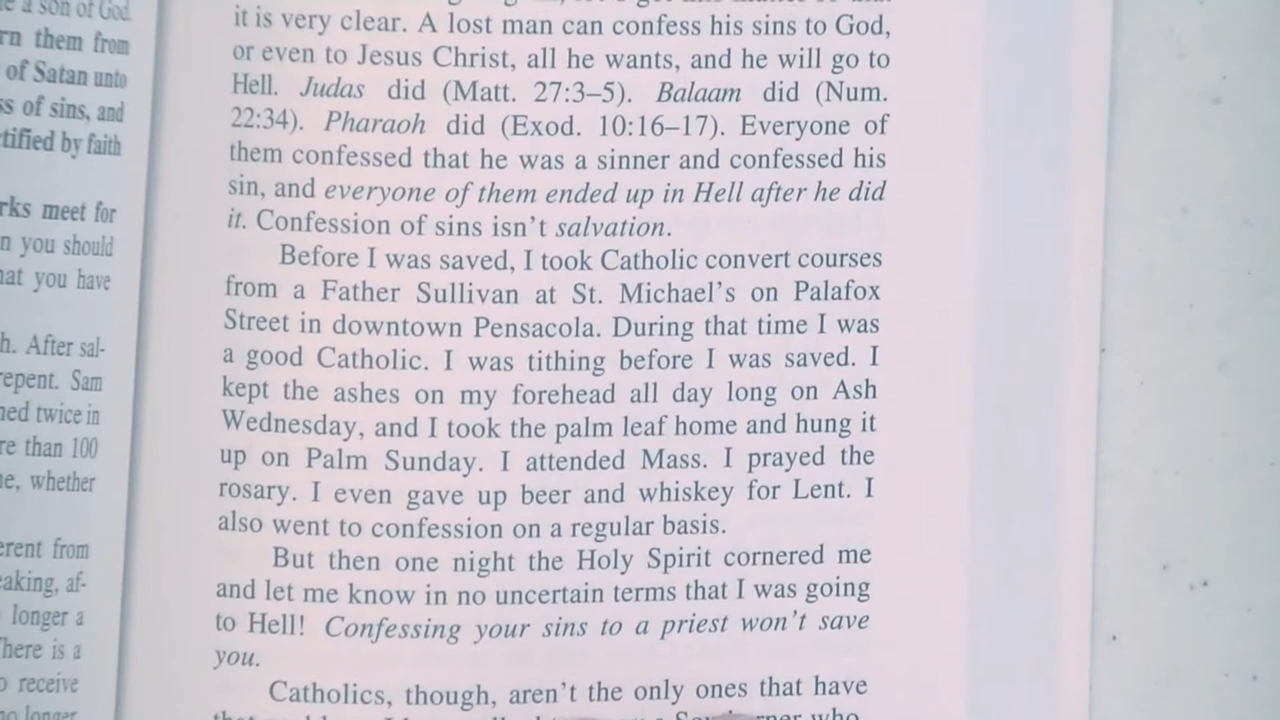 e a son of God.
rn them from
of Satan unto
ss of sins, and
tified by faith
rks meet for
n you should
hat you have
h. After sal-
repent. Sam
ned twice in
re than 100
ne, whether
erent from
eaking, af-
longer a
There is a
o receive
no longer
it is very clear. A lost man can confess his sins to God,
or even to Jesus Christ, all he wants, and he will go to
Hell. Judas did (Matt. 27:3–5). Balaam did (Num.
22:34). Pharaoh did (Exod. 10:16–17). Everyone of
them confessed that he was a sinner and confessed his
sin, and everyone of them ended up in Hell after he did
it. Confession of sins isn't salvation.
Before I was saved, I took Catholic convert courses
from a Father Sullivan at St. Michael's on Palafox
Street in downtown Pensacola. During that time I was
a good Catholic. I was tithing before I was saved. I
kept the ashes on my forehead all day long on Ash
Wednesday, and I took the palm leaf home and hung it
up on Palm Sunday. I attended Mass. I prayed the
rosary. I even gave up beer and whiskey for Lent. I
also went to confession on a regular basis.
But then one night the Holy Spirit cornered me
and let me know in no uncertain terms that I was going
to Hell! Confessing your sins to a priest won't save
you.
Catholics, though, aren't the only ones that have